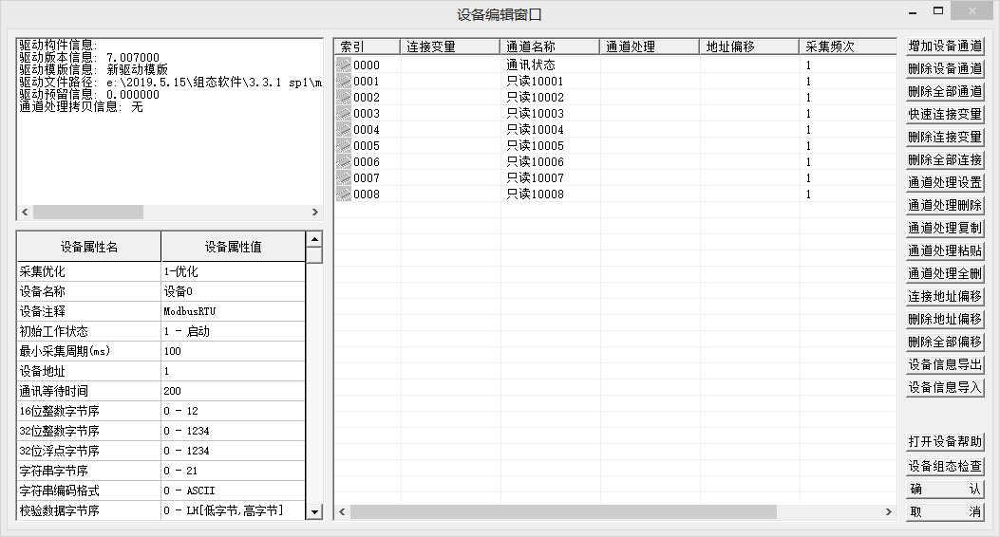 设备编辑窗口
驱动构件信息:
驱动版本信息: 7.007000
驱动模版信息: 新驱动模版
驱动文件路径: e:\2019.5.15\组态软件\3.3.1 sp1\m
驱动预留信息: 0.000000
通道处理拷贝信息: 无
设备属性名 设备属性值
采集优化 1-优化
设备名称 设备0
设备注释 ModbusRTU
初始工作状态 1 - 启动
最小采集周期(ms) 100
设备地址 1
通讯等待时间 200
16位整数字节序 0 - 12
32位整数字节序 0 - 1234
32位浮点字节序 0 - 1234
字符串字节序 0 - 21
字符串编码格式 0 - ASCII
校验数据字节序 0 - LH[低字节,高字节]
索引 连接变量 通道名称 通道处理 地址偏移 采集频次
0000 通讯状态 1
0001 只读10001 1
0002 只读10002 1
0003 只读10003 1
0004 只读10004 1
0005 只读10005 1
0006 只读10006 1
0007 只读10007 1
0008 只读10008 1
增加设备通道
删除设备通道
删除全部通道
快速连接变量
删除连接变量
删除全部连接
通道处理设置
通道处理删除
通道处理复制
通道处理粘贴
通道处理全删
连接地址偏移
删除地址偏移
删除全部偏移
设备信息导出
设备信息导入
打开设备帮助
设备组态检查
确 认
取 消